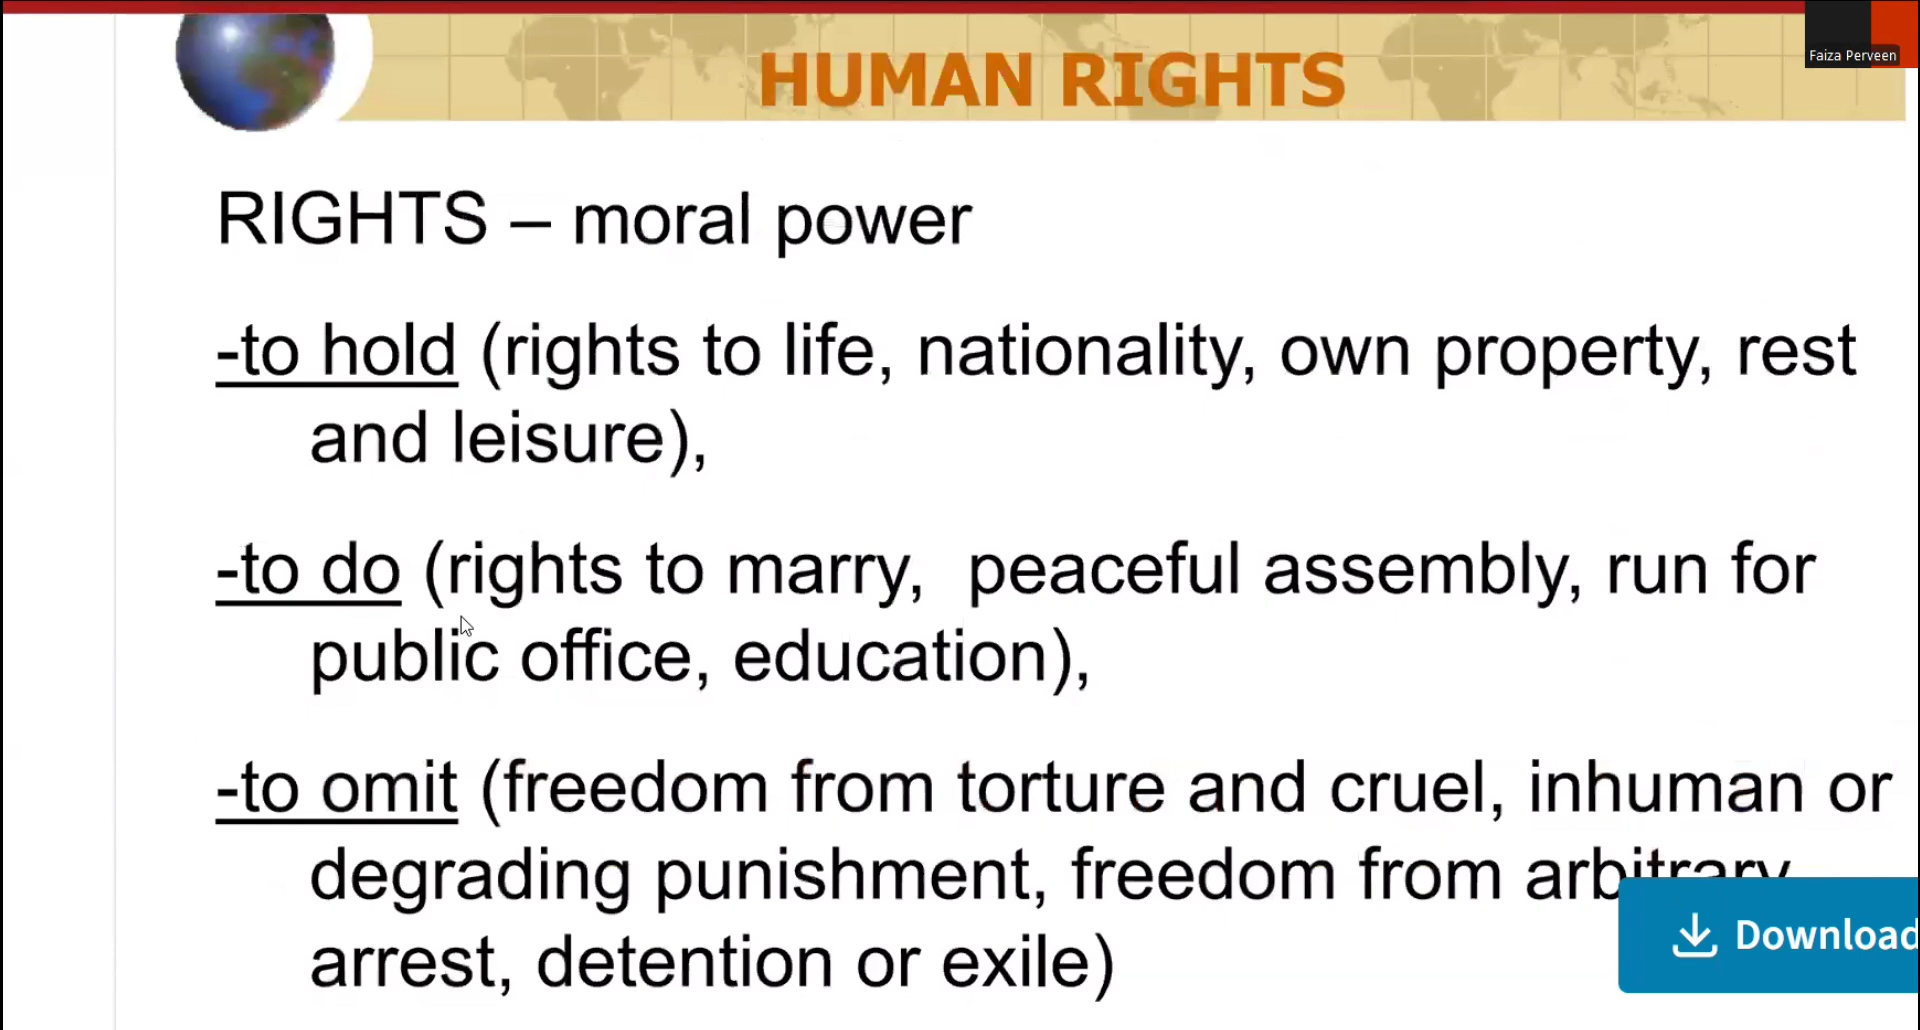 Faiza Perveen
HUMAN RIGHTS
RIGHTS – moral power
-to hold (rights to life, nationality, own property, rest
and leisure),
-to do (rights to marry, peaceful assembly, run for
public office, education),
-to omit (freedom from torture and cruel, inhuman or
degrading punishment, freedom from arbitrary
arrest, detention or exile)
Download